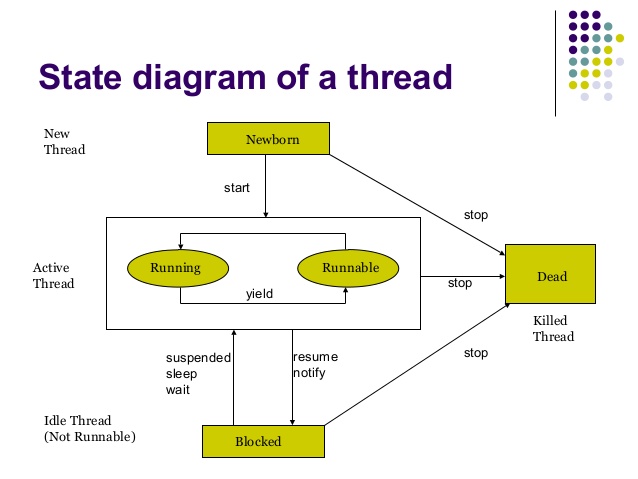 State diagram of a thread
New
Thread
Newborn
start
stop
Active
Thread
Running
Runnable
yield
stop
Dead
Killed
Thread
suspended
sleep
wait
resume
notify
stop
Idle Thread
(Not Runnable)
Blocked